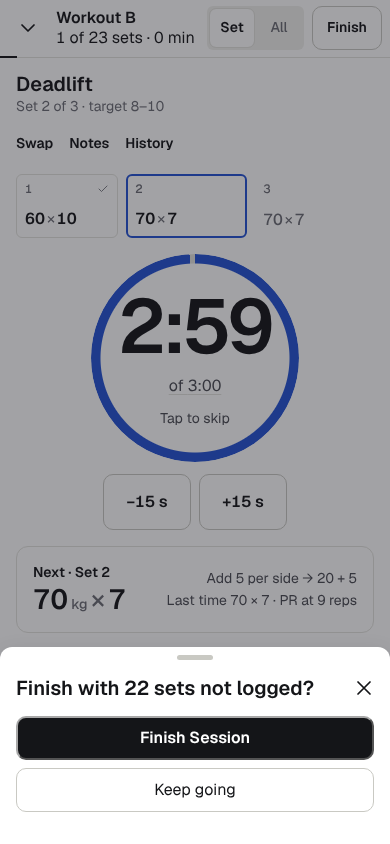 Workout B
1 of 23 sets · 0 min
Set
All
Finish
Deadlift
Set 2 of 3 · target 8–10
Swap
Notes
History
1
60×10
2
70×7
3
70×7
2:59
of 3:00
Tap to skip
−15 s
+15 s
Next · Set 2
70 kg × 7
Add 5 per side → 20 + 5
Last time 70 × 7 · PR at 9 reps
Finish with 22 sets not logged?
Finish Session
Keep going